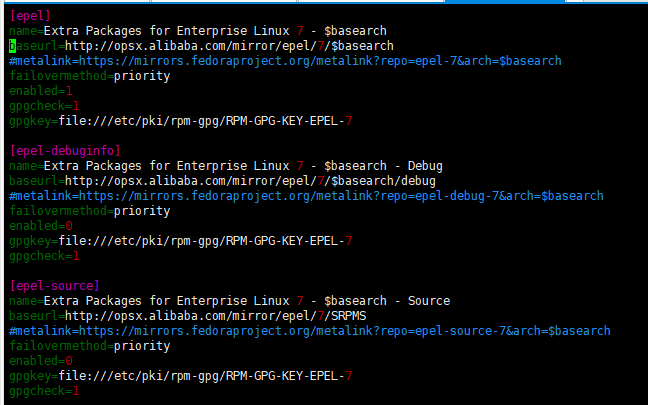 [epel]
name=Extra Packages for Enterprise Linux 7 - $basearch
baseurl=http://opsx.alibaba.com/mirror/epel/7/$basearch
#metalink=https://mirrors.fedoraproject.org/metalink?repo=epel-7&arch=$basearch
failovermethod=priority
enabled=1
gpgcheck=1
gpgkey=file:///etc/pki/rpm-gpg/RPM-GPG-KEY-EPEL-7

[epel-debuginfo]
name=Extra Packages for Enterprise Linux 7 - $basearch - Debug
baseurl=http://opsx.alibaba.com/mirror/epel/7/$basearch/debug
#metalink=https://mirrors.fedoraproject.org/metalink?repo=epel-debug-7&arch=$basearch
failovermethod=priority
enabled=0
gpgkey=file:///etc/pki/rpm-gpg/RPM-GPG-KEY-EPEL-7
gpgcheck=1

[epel-source]
name=Extra Packages for Enterprise Linux 7 - $basearch - Source
baseurl=http://opsx.alibaba.com/mirror/epel/7/SRPMS
#metalink=https://mirrors.fedoraproject.org/metalink?repo=epel-source-7&arch=$basearch
failovermethod=priority
enabled=0
gpgkey=file:///etc/pki/rpm-gpg/RPM-GPG-KEY-EPEL-7
gpgcheck=1